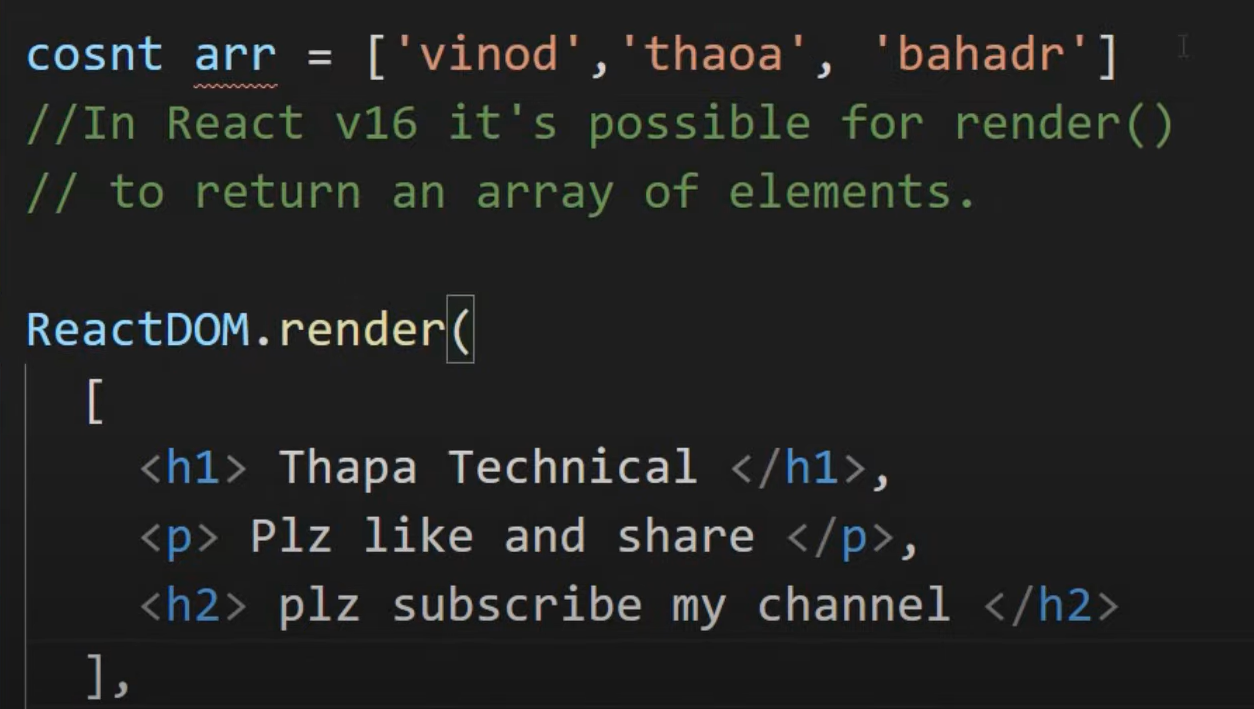 cosnt arr = ['vinod','thaoa', 'bahadr']
//In React v16 it's possible for render()
// to return an array of elements.
ReactDOM.render(
[
<h1> Thapa Technical </h1>,
<p> Plz like and share </p>,
<h2> plz subscribe my channel </h2>
],